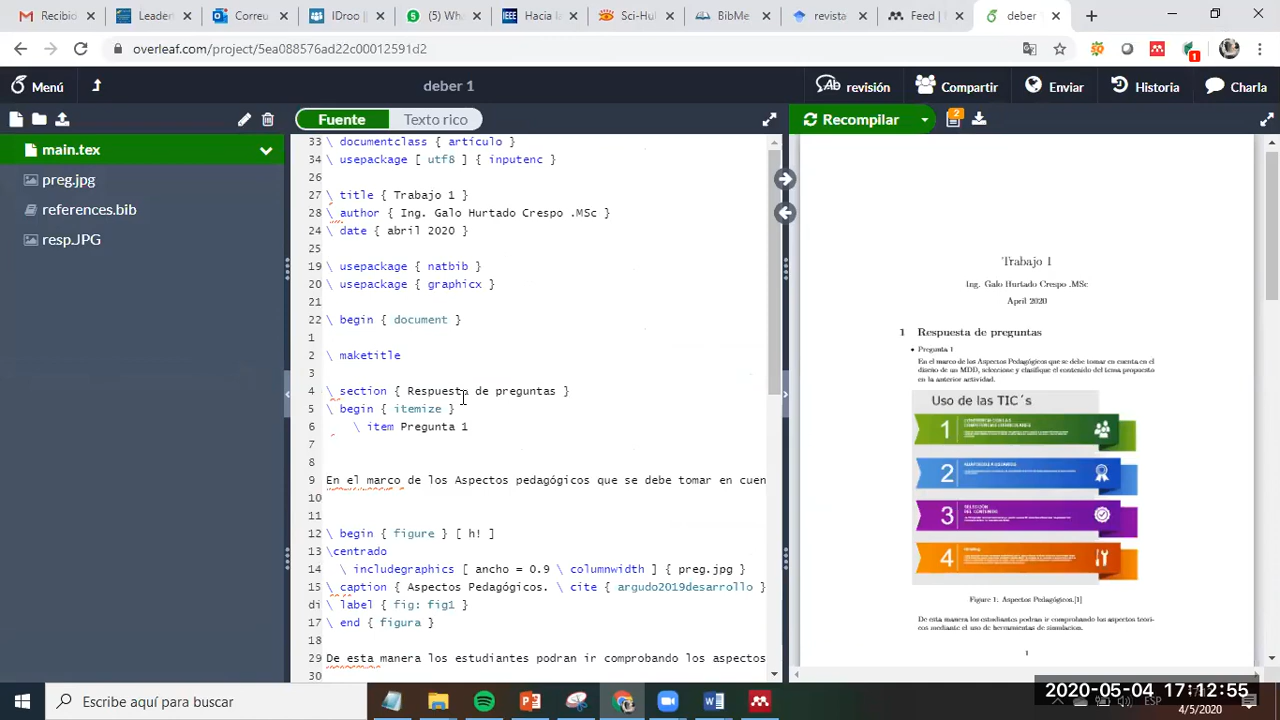 Librerí
Correo
(5) W
Hacia l
Sci-Hul
BibMe
revista
Feed |
deber
overleaf.com/project/5ea088576ad22c00012591d2
1
Menú
deber 1
revisión
Compartir
Enviar
Historia
Charla
Fuente
Texto rico
Recompilar
2
main.tex
preg.jpg
references.bib
resp.JPG
33 \ documentclass { artículo }
34 \ usepackage [ utf8 ] { inputenc }
26
27 \ title { Trabajo 1 }
28 \ author { Ing. Galo Hurtado Crespo .MSc }
24 \ date { abril 2020 }
25
19 \ usepackage { natbib }
20 \ usepackage { graphicx }
21
22 \ begin { document }
1
2 \ maketitle
3
4 \ section { Respuesta de preguntas }
5 \ begin { itemize }
\ item Pregunta 1
8
En el marco de los Aspectos pedagógicos que se debe tomar en cuen
10
11
12 \ begin { figure } [ h! ]
13 \centrado
14 \ includegraphics [ ancho = 0.9 \ columnwidth ] { preg.jpg }
15 \ caption { Aspectos Pedagógicos. \ cite { argudo2019desarrollo }
di \ label { fig: fig1 }
17 \ end { figura }
18
29 De esta manera los estudiantes podran ir comprobando los aspectos
30
Trabajo 1
Ing. Galo Hurtado Crespo .MSc
April 2020
1 Respuesta de preguntas
• Pregunta 1
En el marco de los Aspectos Pedagógicos que se debe tomar en cuenta en el
diseño de un MDD, seleccione y clasifique el contenido del tema propuesto
en la anterior actividad.
Uso de las TIC´s
1
2
3 SELECCIÓN
DEL CONTENIDO
4
Figure 1. Aspectos Pedagógicos.[1]
De esta manera los estudiantes podran ir comprobando los aspectos teori-
cos mediante el uso de herramentas de simulacion.
1
Escribe aquí para buscar
ESP
2020-05-04 17:12:55
4/5/2020